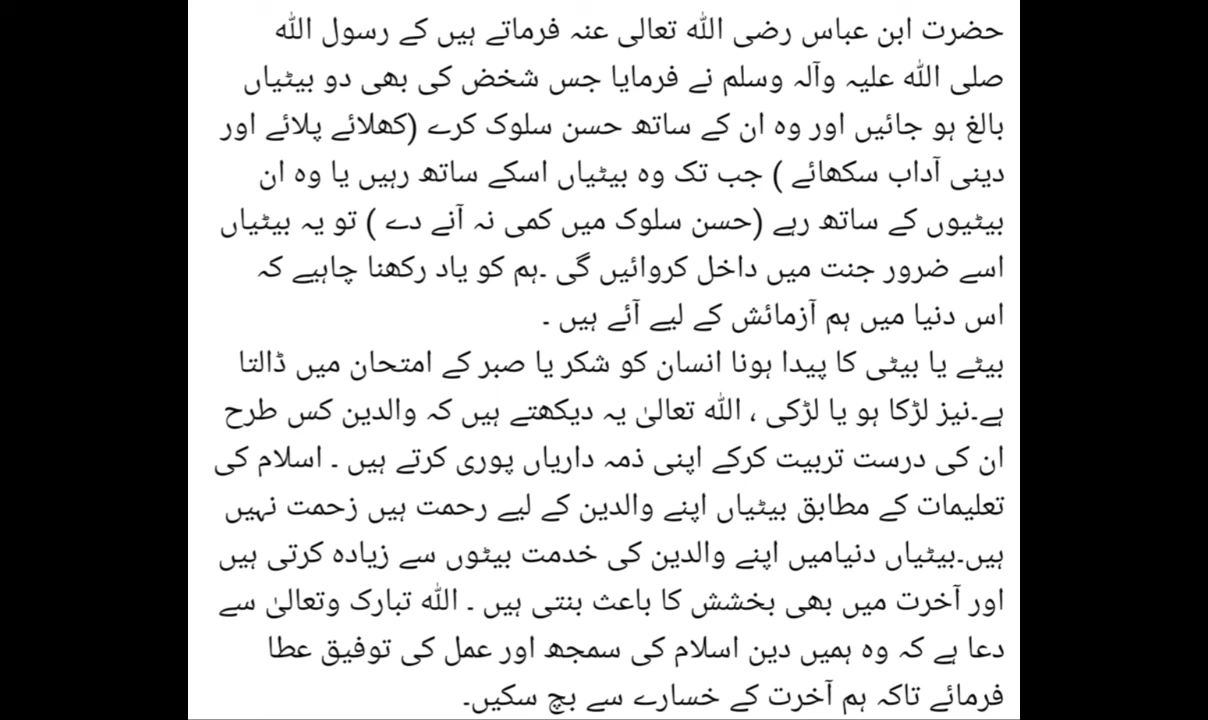 حضرت ابن عباس رضی اللہ تعالی عنہ فرماتے ہیں کے رسول اللہ
صلی اللہ علیہ وآلہ وسلم نے فرمایا جس شخض کی بھی دو بیٹیاں
بالغ ہو جائیں اور وہ ان کے ساتھ حسن سلوک کرے (کھلائے پلائے اور
دینی آداب سکھائے ) جب تک وہ بیٹیاں اسکے ساتھ رہیں یا وہ ان
بیٹیوں کے ساتھ رہے (حسن سلوک میں کمی نہ آنے دے ) تو یہ بیٹیاں
اسے ضرور جنت میں داخل کروائیں گی ۔ہم کو یاد رکھنا چاہیے کہ
اس دنیا میں ہم آزمائش کے لیے آئے ہیں ۔
بیٹے یا بیٹی کا پیدا ہونا انسان کو شکر یا صبر کے امتحان میں ڈالتا
ہے۔نیز لڑکا ہو یا لڑکی ، اللہ تعالیٰ یہ دیکھتے ہیں کہ والدین کس طرح
ان کی درست تربیت کرکے اپنی ذمہ داریاں پوری کرتے ہیں ۔ اسلام کی
تعلیمات کے مطابق بیٹیاں اپنے والدین کے لیے رحمت ہیں زحمت نہیں
ہیں۔بیٹیاں دنیامیں اپنے والدین کی خدمت بیٹوں سے زیادہ کرتی ہیں
اور آخرت میں بھی بخشش کا باعث بنتی ہیں ۔ اللہ تبارک وتعالیٰ سے
دعا ہے کہ وہ ہمیں دین اسلام کی سمجھ اور عمل کی توفیق عطا
فرمائے تاکہ ہم آخرت کے خسارے سے بچ سکیں۔